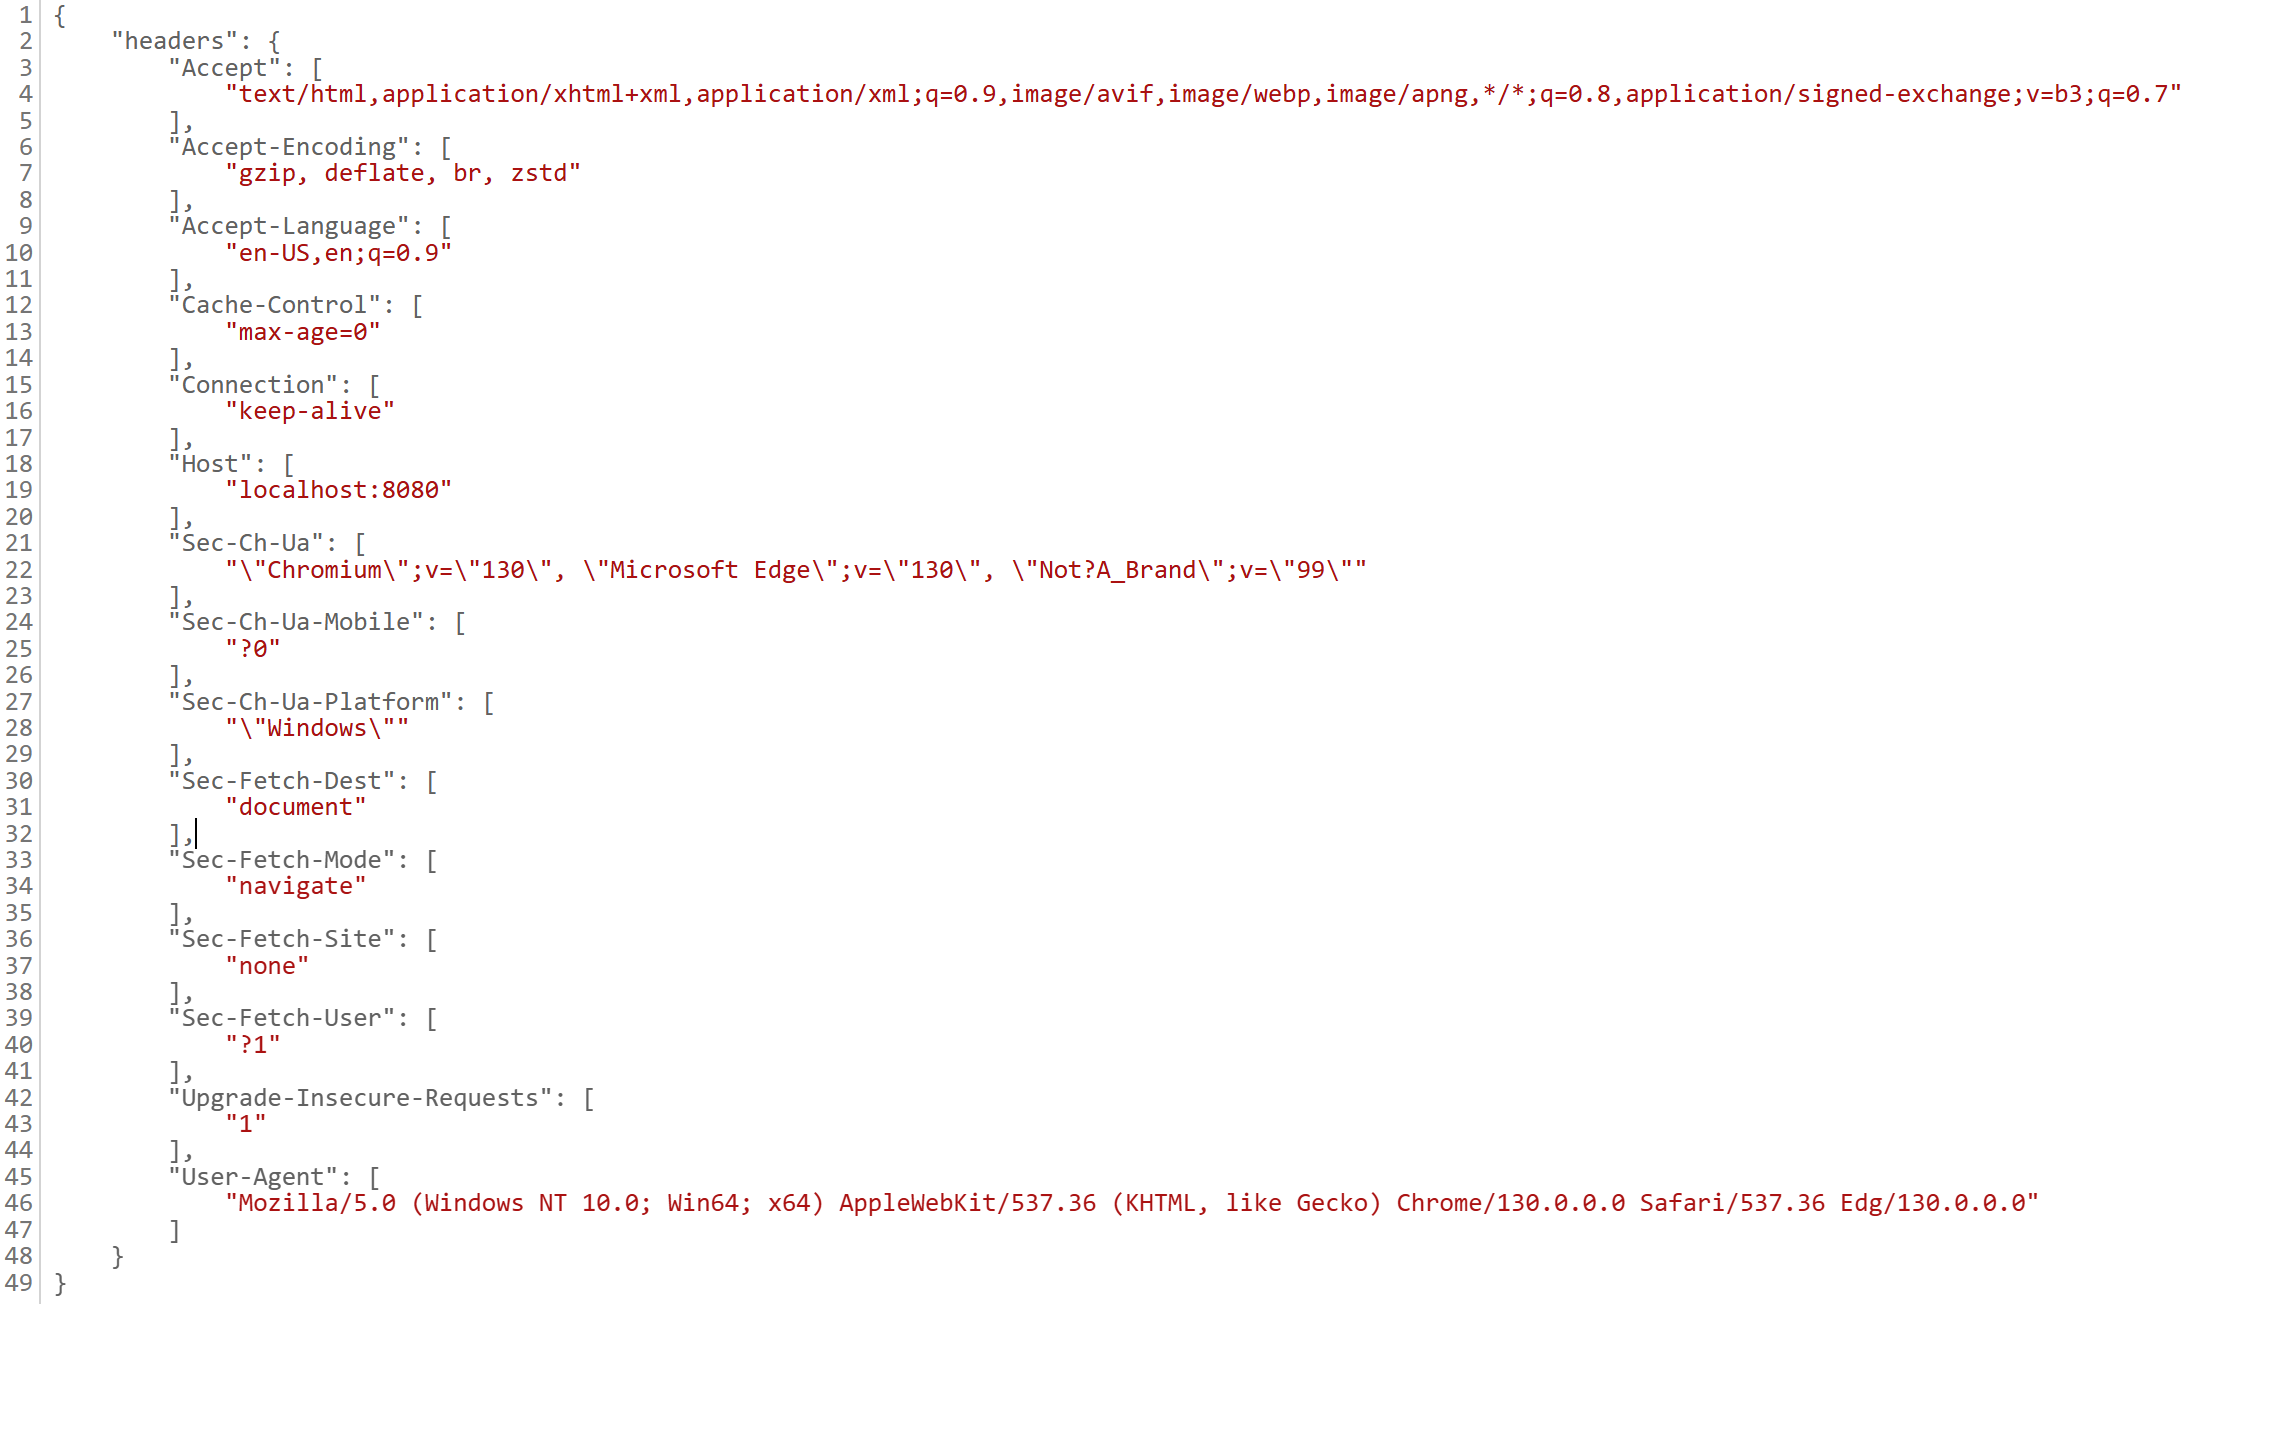 1 {
2     "headers": {
3         "Accept": [
4             "text/html,application/xhtml+xml,application/xml;q=0.9,image/avif,image/webp,image/apng,*/*;q=0.8,application/signed-exchange;v=b3;q=0.7"
5         ],
6         "Accept-Encoding": [
7             "gzip, deflate, br, zstd"
8         ],
9         "Accept-Language": [
10             "en-US,en;q=0.9"
11         ],
12         "Cache-Control": [
13             "max-age=0"
14         ],
15         "Connection": [
16             "keep-alive"
17         ],
18         "Host": [
19             "localhost:8080"
20         ],
21         "Sec-Ch-Ua": [
22             "\"Chromium\";v=\"130\", \"Microsoft Edge\";v=\"130\", \"Not?A_Brand\";v=\"99\""
23         ],
24         "Sec-Ch-Ua-Mobile": [
25             "?0"
26         ],
27         "Sec-Ch-Ua-Platform": [
28             "\"Windows\""
29         ],
30         "Sec-Fetch-Dest": [
31             "document"
32         ],
33         "Sec-Fetch-Mode": [
34             "navigate"
35         ],
36         "Sec-Fetch-Site": [
37             "none"
38         ],
39         "Sec-Fetch-User": [
40             "?1"
41         ],
42         "Upgrade-Insecure-Requests": [
43             "1"
44         ],
45         "User-Agent": [
46             "Mozilla/5.0 (Windows NT 10.0; Win64; x64) AppleWebKit/537.36 (KHTML, like Gecko) Chrome/130.0.0.0 Safari/537.36 Edg/130.0.0.0"
47         ]
48     }
49 }